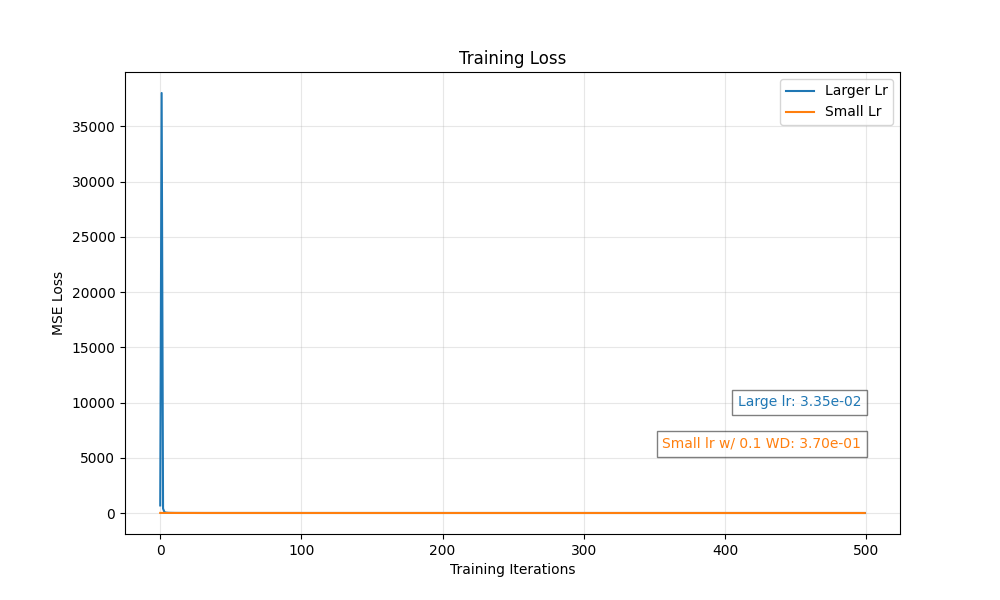 Training Loss
Larger Lr
Small Lr
MSE Loss
35000
30000
25000
20000
15000
10000
5000
0
Large lr: 3.35e-02
Small lr w/ 0.1 WD: 3.70e-01
0 100 200 300 400 500
Training Iterations